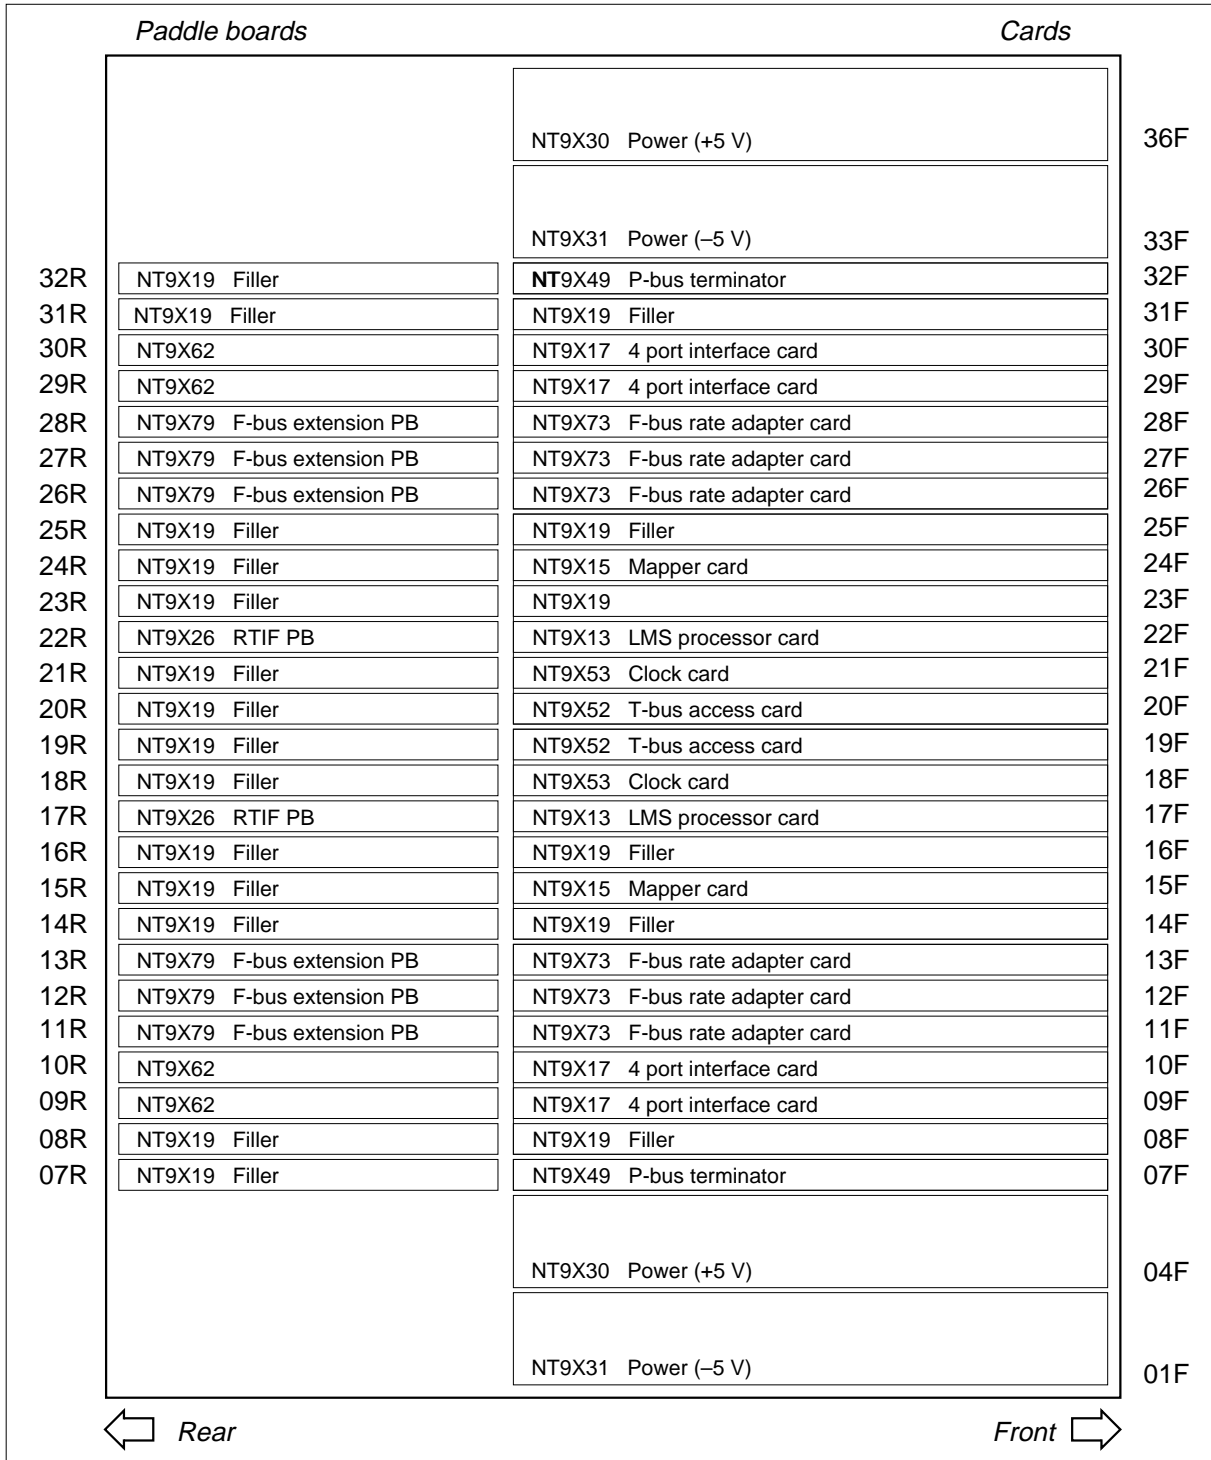 Paddle boards Cards
NT9X30 Power (+5 V) 36F
NT9X31 Power (–5 V) 33F
32R NT9X19 Filler NT9X49 P-bus terminator 32F
31R NT9X19 Filler NT9X19 Filler 31F
30R NT9X62 NT9X17 4 port interface card 30F
29R NT9X62 NT9X17 4 port interface card 29F
28R NT9X79 F-bus extension PB NT9X73 F-bus rate adapter card 28F
27R NT9X79 F-bus extension PB NT9X73 F-bus rate adapter card 27F
26R NT9X79 F-bus extension PB NT9X73 F-bus rate adapter card 26F
25R NT9X19 Filler NT9X19 Filler 25F
24R NT9X19 Filler NT9X15 Mapper card 24F
23R NT9X19 Filler NT9X19 23F
22R NT9X26 RTIF PB NT9X13 LMS processor card 22F
21R NT9X19 Filler NT9X53 Clock card 21F
20R NT9X19 Filler NT9X52 T-bus access card 20F
19R NT9X19 Filler NT9X52 T-bus access card 19F
18R NT9X19 Filler NT9X53 Clock card 18F
17R NT9X26 RTIF PB NT9X13 LMS processor card 17F
16R NT9X19 Filler NT9X19 Filler 16F
15R NT9X19 Filler NT9X15 Mapper card 15F
14R NT9X19 Filler NT9X19 Filler 14F
13R NT9X79 F-bus extension PB NT9X73 F-bus rate adapter card 13F
12R NT9X79 F-bus extension PB NT9X73 F-bus rate adapter card 12F
11R NT9X79 F-bus extension PB NT9X73 F-bus rate adapter card 11F
10R NT9X62 NT9X17 4 port interface card 10F
09R NT9X62 NT9X17 4 port interface card 09F
08R NT9X19 Filler NT9X19 Filler 08F
07R NT9X19 Filler NT9X49 P-bus terminator 07F
NT9X30 Power (+5 V) 04F
NT9X31 Power (–5 V) 01F
Rear Front